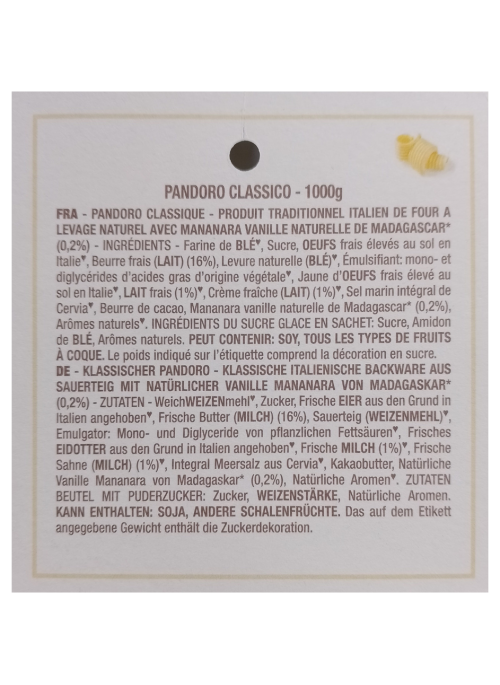 PANDORO CLASSICO - 1000g
FRA - PANDORO CLASSIQUE - PRODUIT TRADITIONNEL ITALIEN DE FOUR A
LEVAGE NATUREL AVEC MANANARA VANILLE NATURELLE DE MADAGASCAR*
(0,2%) - INGRÉDIENTS - Farine de BLÉ♥, Sucre, OEUFS frais élevés au sol en
Italie♥, Beurre frais (LAIT) (16%), Levure naturelle (BLÉ)♥, Émulsifiant: mono- et
diglycérides d'acides gras d'origine végétale♥, Jaune d'OEUFS frais élevé au
sol en Italie♥, LAIT frais (1%)♥, Crème fraîche (LAIT) (1%)♥, Sel marin intégral de
Cervia♥, Beurre de cacao, Mananara vanille naturelle de Madagascar* (0,2%),
Arômes naturels♥. INGRÉDIENTS DU SUCRE GLACE EN SACHET: Sucre, Amidon
de BLÉ, Arômes naturels. PEUT CONTENIR: SOY, TOUS LES TYPES DE FRUITS
À COQUE. Le poids indiqué sur l'étiquette comprend la décoration en sucre.
DE - KLASSISCHER PANDORO - KLASSISCHE ITALIENISCHE BACKWARE AUS
SAUERTEIG MIT NATÜRLICHER VANILLE MANANARA VON MADAGASKAR*
(0,2%) - ZUTATEN - WeichWEIZENmehl♥, Zucker, Frische EIER aus den Grund in
Italien angehoben♥, Frische Butter (MILCH) (16%), Sauerteig (WEIZENMEHL)♥,
Emulgator: Mono- und Diglyceride von pflanzlichen Fettsäuren♥, Frisches
EIDOTTER aus den Grund in Italien angehoben♥, Frische MILCH (1%)♥, Frische
Sahne (MILCH) (1%)♥, Integral Meersalz aus Cervia♥, Kakaobutter, Natürliche
Vanille Mananara von Madagaskar* (0,2%), Natürliche Aromen♥. ZUTATEN
BEUTEL MIT PUDERZUCKER: Zucker, WEIZENSTÄRKE, Natürliche Aromen.
KANN ENTHALTEN: SOJA, ANDERE SCHALENFRÜCHTE. Das auf dem Etikett
angegebene Gewicht enthält die Zuckerdekoration.